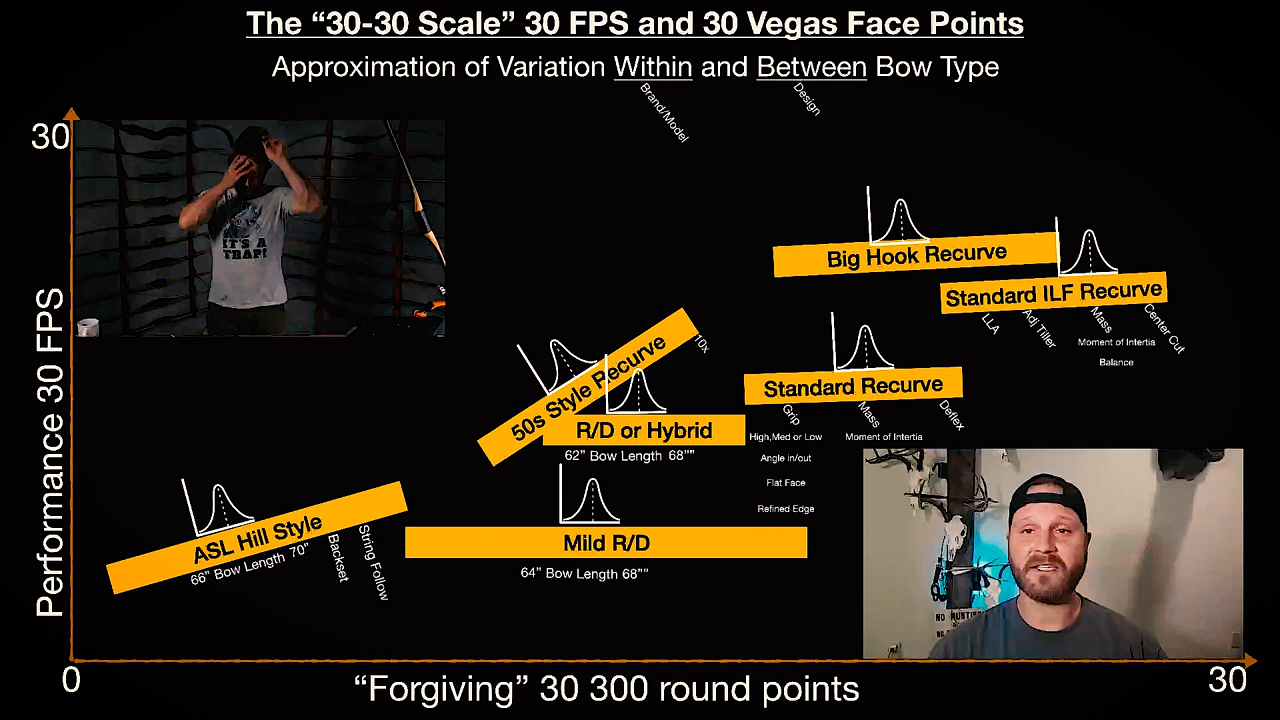 The “30-30 Scale” 30 FPS and 30 Vegas Face Points
Approximation of Variation Within and Between Bow Type
Brand/Model
Design
30
IT'S A
TRAP!
Big Hook Recurve
Standard ILF Recurve
LLA
Adj Tiller
Mass
Center Cut
Moment of Intertia
Balance
50s Style Recurve
10x
Standard Recurve
Grip
Mass
Deflex
High,Med or Low
Moment of Intertia
Angle in/out
Flat Face
Refined Edge
R/D or Hybrid
62” Bow Length 68””
ASL Hill Style
66” Bow Length 70”
Backset
String Follow
Mild R/D
64” Bow Length 68””
Performance 30 FPS
NO HUNTING
0
“Forgiving” 30 300 round points
30